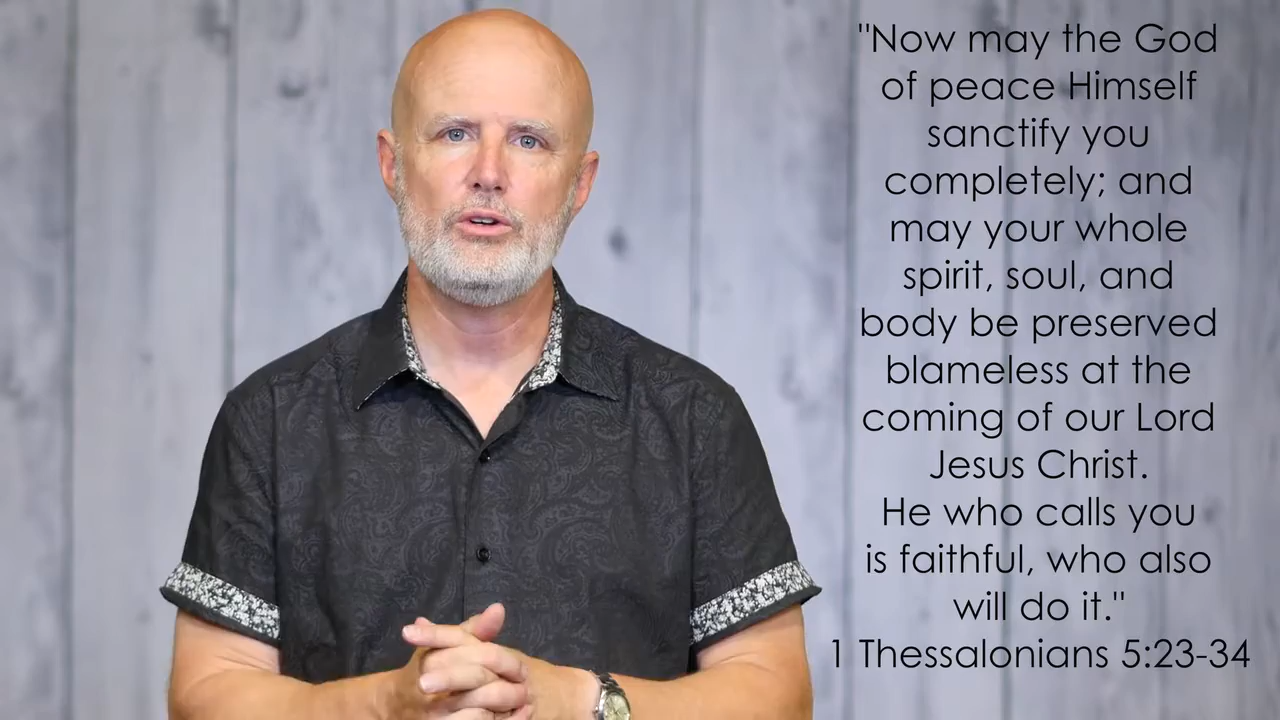 "Now may the God
of peace Himself
sanctify you
completely; and
may your whole
spirit, soul, and
body be preserved
blameless at the
coming of our Lord
Jesus Christ.
He who calls you
is faithful, who also
will do it."
1 Thessalonians 5:23-34